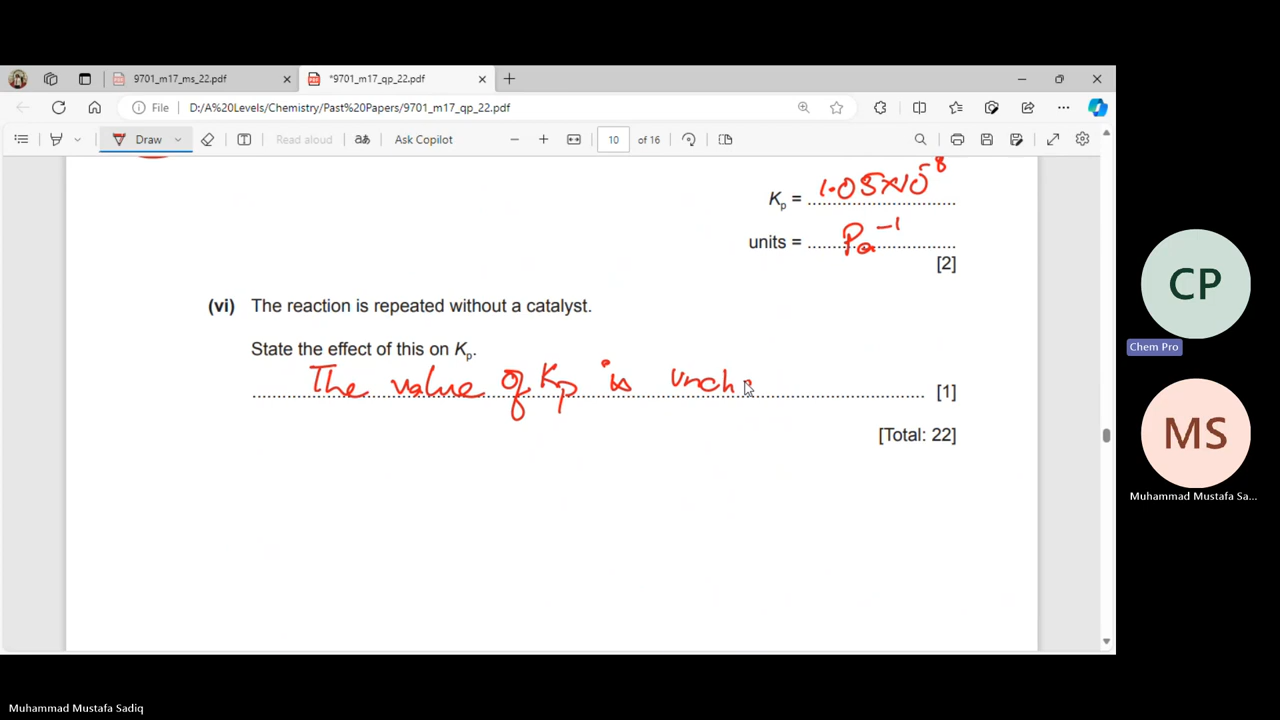 9701_m17_ms_22.pdf
*9701_m17_qp_22.pdf
File D:/A%20Levels/Chemistry/Past%20Papers/9701_m17_qp_22.pdf
Draw Read aloud aあ Ask Copilot 10 of 16
Kp = 1.05×10-8
units = Pa-1
[2]
(vi) The reaction is repeated without a catalyst.
State the effect of this on Kp.
The value of Kp is uncha [1]
[Total: 22]
CP
Chem Pro
MS
Muhammad Mustafa Sa...
Muhammad Mustafa Sadiq